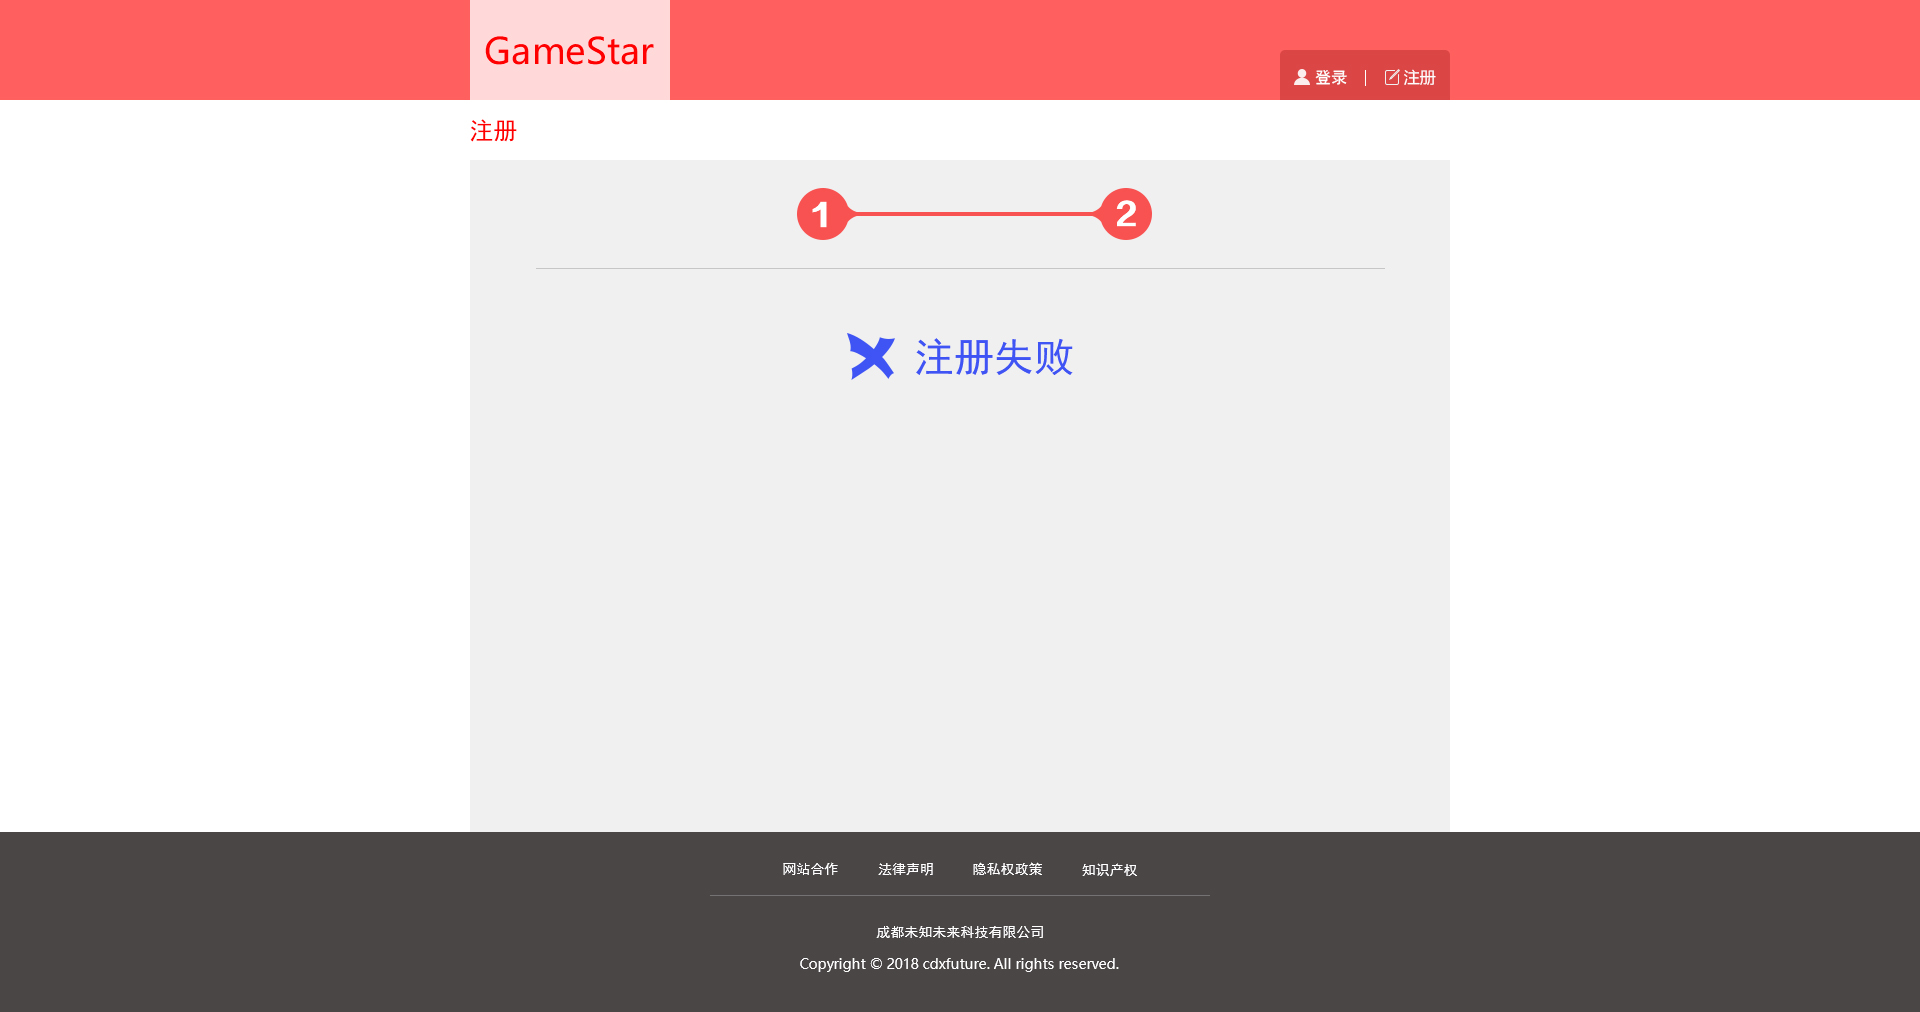 GameStar
登录 | 注册
注册
1 2
注册失败
网站合作 法律声明 隐私权政策 知识产权
成都未知未来科技有限公司
Copyright © 2018 cdxfuture. All rights reserved.